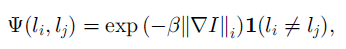 Ψ(l_i, l_j) = exp (−β‖∇I‖_i) 𝟏(l_i ≠ l_j),